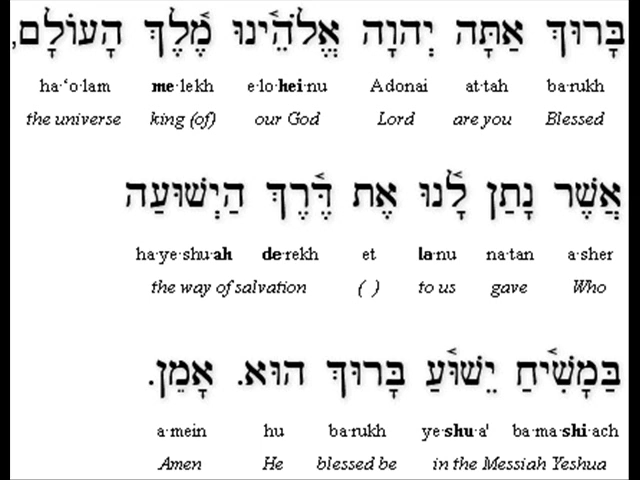 בָּרוּךְ אַתָּה יְהוָה אֱלֹהֵ֫ינוּ מֶ֫לֶךְ הָעוֹלָם,
ha·‘o·lam me·lekh e·lo·hei·nu Adonai at·tah ba·rukh
the universe king (of) our God Lord are you Blessed
אֲשֶׁר נָתַן לָ֫נוּ אֶת דֶּ֫רֶךְ הַיְשׁוּעַה
ha·ye·shu·ah de·rekh et la·nu na·tan a·sher
the way of salvation ( ) to us gave Who
בַּמָּשִׁ֫יחַ יֵשׁ֫וּעַ בָּרוּךְ הוּא. אָמֵן.
a·mein hu ba·rukh ye·shu·a' ba·ma·shi·ach
Amen He blessed be in the Messiah Yeshua